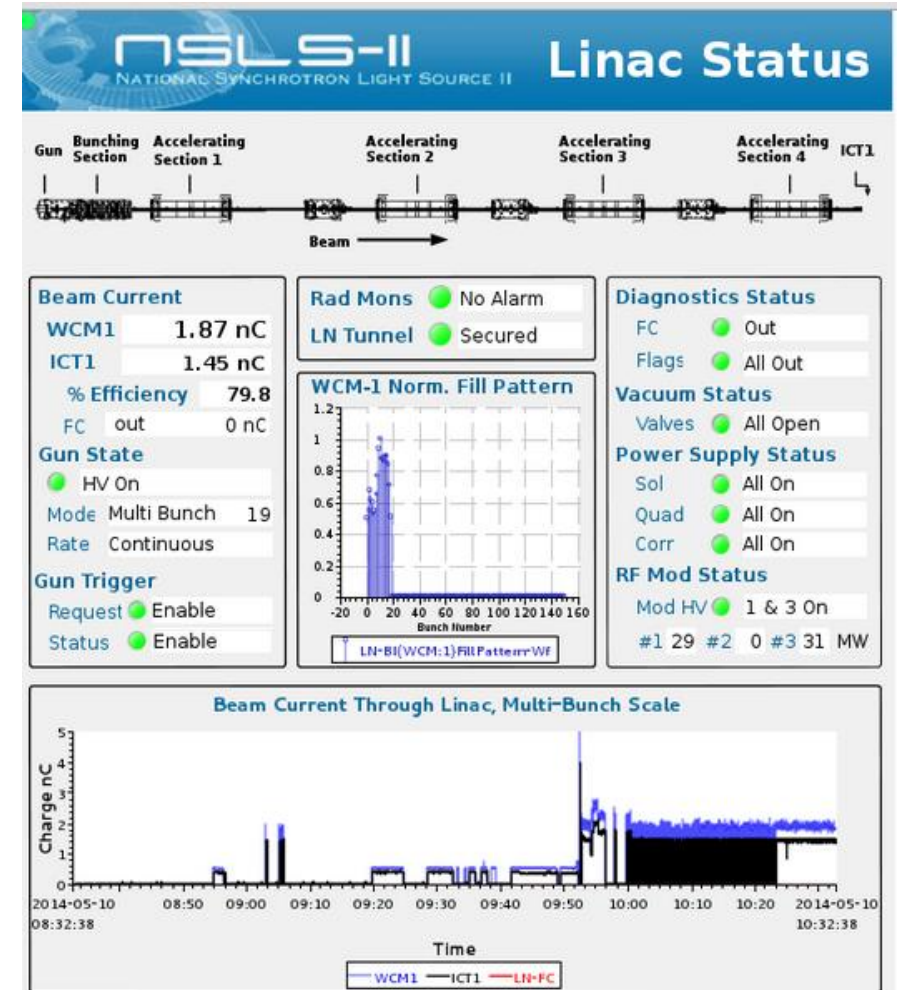 NSLS-II
NATIONAL SYNCHROTRON LIGHT SOURCE II
Linac Status
Gun
Bunching Section
Accelerating Section 1
Accelerating Section 2
Accelerating Section 3
Accelerating Section 4
ICT1
Beam
Beam Current
WCM1 1.87 nC
ICT1 1.45 nC
% Efficiency 79.8
FC out 0 nC
Gun State
HV On
Mode Multi Bunch 19
Rate Continuous
Gun Trigger
Request Enable
Status Enable
Rad Mons No Alarm
LN Tunnel Secured
WCM-1 Norm. Fill Pattern
1.2
1
0.8
0.6
0.4
0.2
0
-20 0 20 40 60 80 100 120 140 160
Bunch Number
LN-BI{WCM:1}FillPattern-Wf
Diagnostics Status
FC Out
Flags All Out
Vacuum Status
Valves All Open
Power Supply Status
Sol All On
Quad All On
Corr All On
RF Mod Status
Mod HV 1 & 3 On
#1 29 #2 0 #3 31 MW
Beam Current Through Linac, Multi-Bunch Scale
Charge nC
5
4
3
2
1
0
2014-05-10 08:50 09:00 09:10 09:20 09:30 09:40 09:50 10:00 10:10 10:20 2014-05-10
08:32:38 10:32:38
Time
WCM1 ICT1 LN-FC